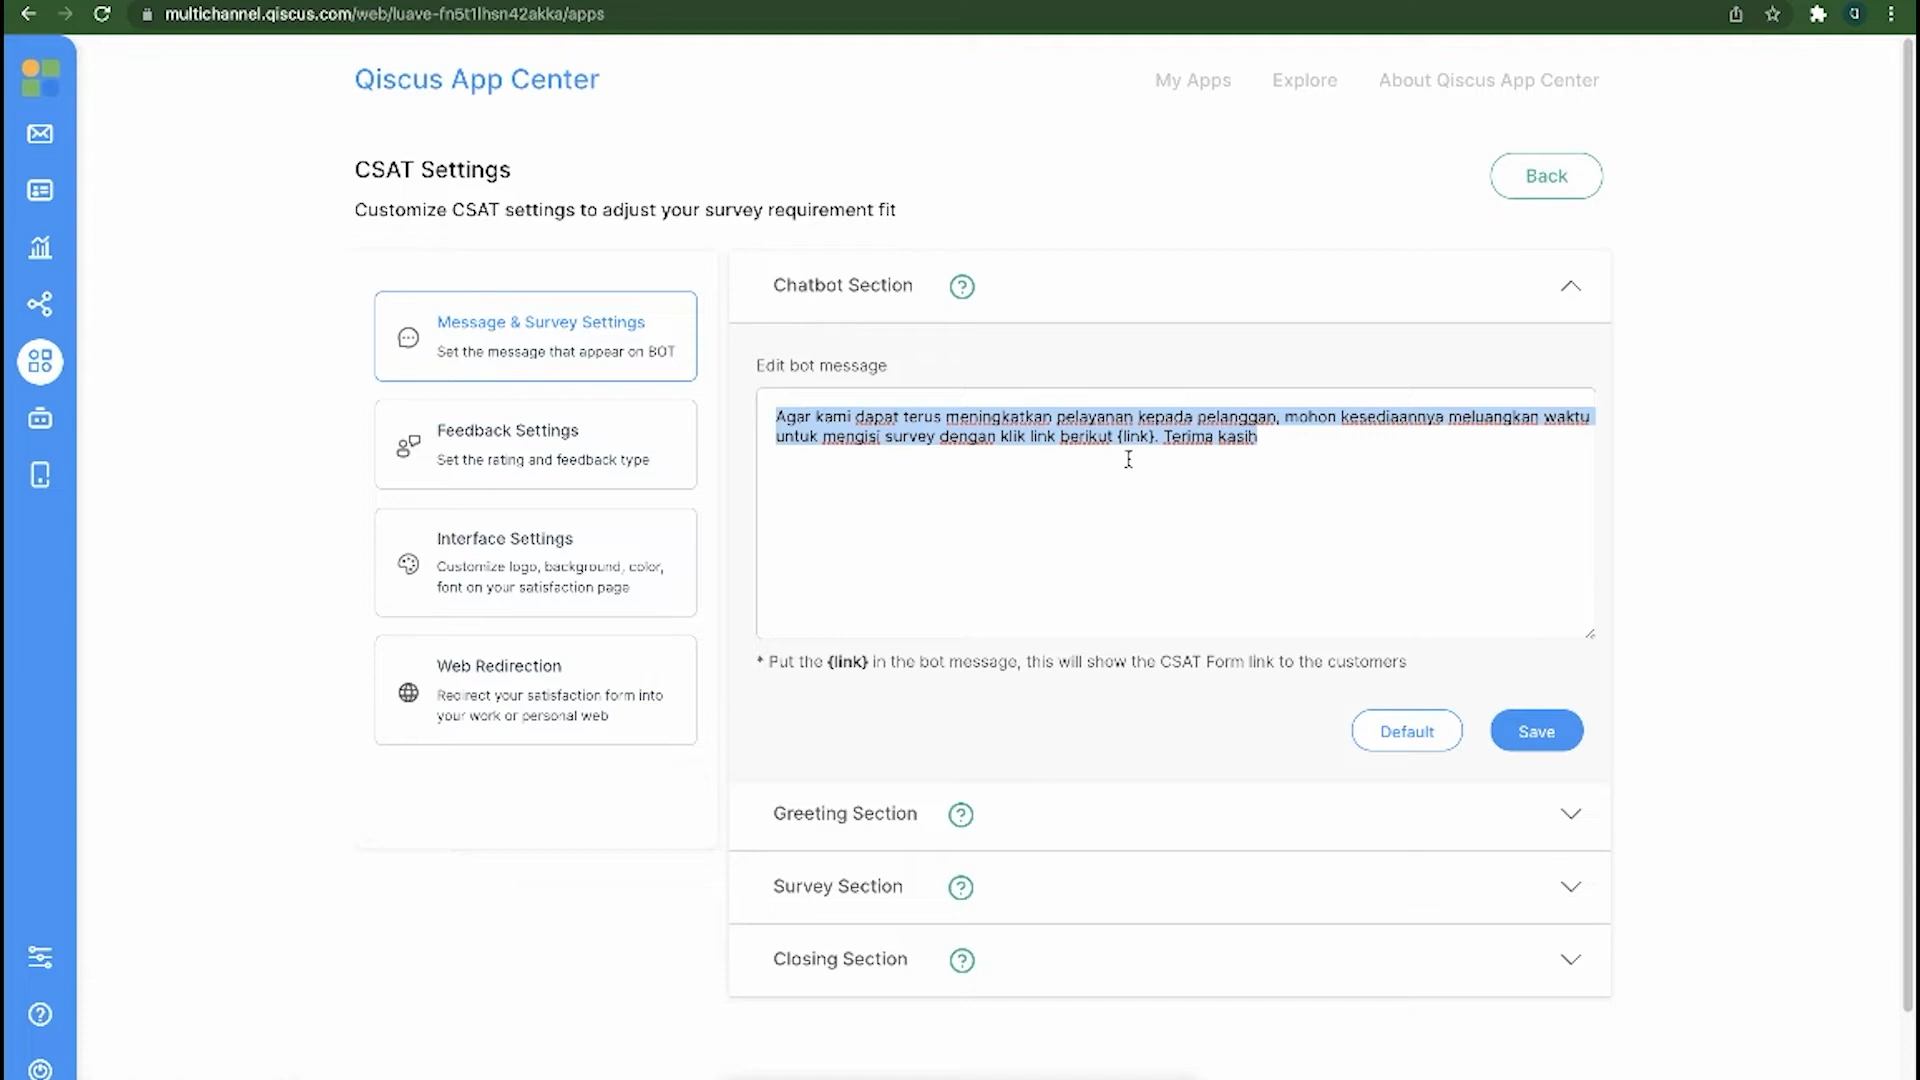 multichannel.qiscus.com/web/luave-fn5t1lhsn42akka/apps
Qiscus App Center
My Apps
Explore
About Qiscus App Center
CSAT Settings
Customize CSAT settings to adjust your survey requirement fit
Back
Message & Survey Settings
Set the message that appear on BOT
Feedback Settings
Set the rating and feedback type
Interface Settings
Customize logo, background, color,
font on your satisfaction page
Web Redirection
Redirect your satisfaction form into
your work or personal web
Chatbot Section
Edit bot message
Agar kami dapat terus meningkatkan pelayanan kepada pelanggan, mohon kesediaannya meluangkan waktu
untuk mengisi survey dengan klik link berikut {link}. Terima kasih
* Put the {link} in the bot message, this will show the CSAT Form link to the customers
Default
Save
Greeting Section
Survey Section
Closing Section